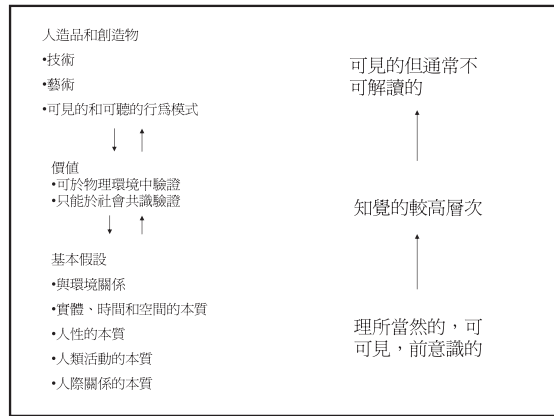 人造品和創造物
•技術
•藝術
•可見的和可聽的行為模式
價值
•可於物理環境中驗證
•只能於社會共識驗證
基本假設
•與環境關係
•實體、時間和空間的本質
•人性的本質
•人類活動的本質
•人際關係的本質
可見的但通常不
可解讀的
知覺的較高層次
理所當然的，可
可見，前意識的